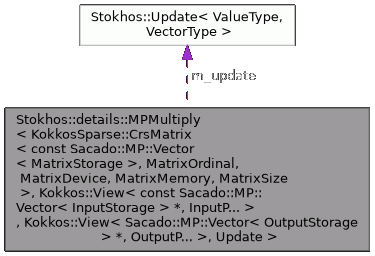 Stokhos::Update< ValueType,
VectorType >
m_update
Stokhos::details::MPMultiply
< KokkosSparse::CrsMatrix
< const Sacado::MP::Vector
< MatrixStorage >, MatrixOrdinal,
MatrixDevice, MatrixMemory, MatrixSize
>, Kokkos::View< const Sacado::MP::
Vector< InputStorage > *, InputP... >
, Kokkos::View< Sacado::MP::Vector< OutputStorage
> *, OutputP... >, Update >